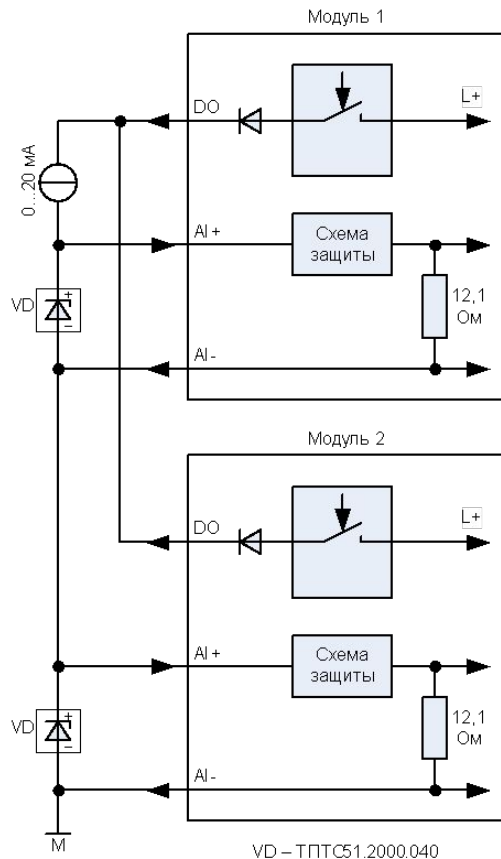 Модуль 1
DO
L+
0...20 мА
AI+
Схема
защиты
VD
+
−
12,1
Ом
AI-
Модуль 2
DO
L+
AI+
Схема
защиты
VD
+
−
12,1
Ом
AI-
M
VD – ТПТС51.2000.040